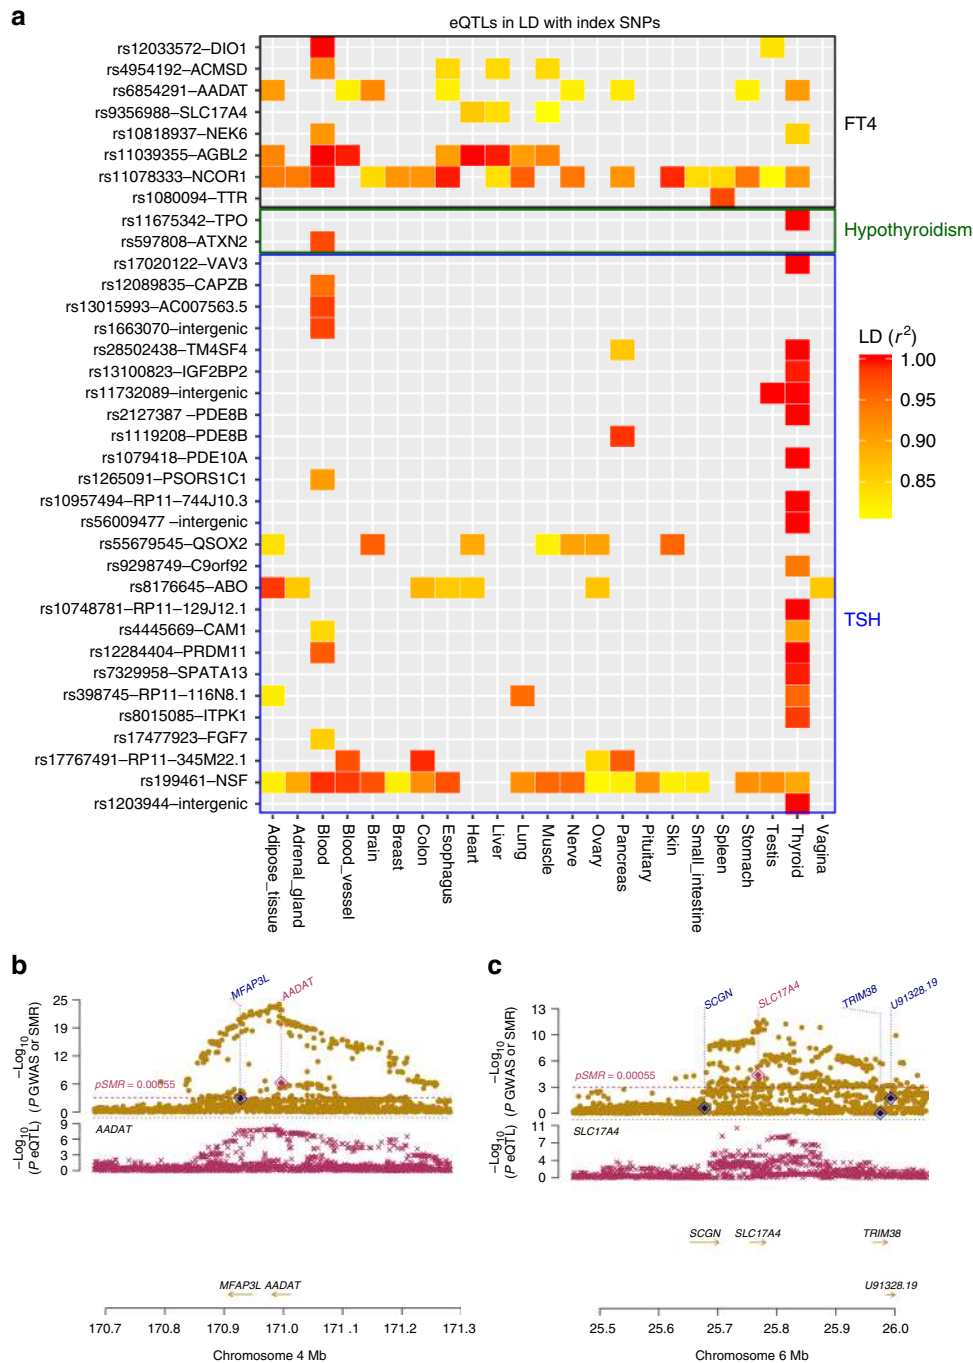 a
eQTLs in LD with index SNPs
rs12033572–DIO1
rs4954192–ACMSD
rs6854291–AADAT
rs9356988–SLC17A4
rs10818937–NEK6
rs11039355–AGBL2
rs11078333–NCOR1
rs1080094–TTR
rs11675342–TPO
rs597808–ATXN2
rs17020122–VAV3
rs12089835–CAPZB
rs13015993–AC007563.5
rs1663070–intergenic
rs28502438–TM4SF4
rs13100823–IGF2BP2
rs11732089–intergenic
rs2127387 –PDE8B
rs1119208–PDE8B
rs1079418–PDE10A
rs1265091–PSORS1C1
rs10957494–RP11–744J10.3
rs56009477 –intergenic
rs55679545–QSOX2
rs9298749–C9orf92
rs8176645–ABO
rs10748781–RP11–129J12.1
rs4445669–CAM1
rs12284404–PRDM11
rs7329958–SPATA13
rs398745–RP11–116N8.1
rs8015085–ITPK1
rs17477923–FGF7
rs17767491–RP11–345M22.1
rs199461–NSF
rs1203944–intergenic
FT4
Hypothyroidism
TSH
LD (r²)
1.00
0.95
0.90
0.85
Adipose_tissue
Adrenal_gland
Blood
Blood_vessel
Brain
Breast
Colon
Esophagus
Heart
Liver
Lung
Muscle
Nerve
Ovary
Pancreas
Pituitary
Skin
Small_intestine
Spleen
Stomach
Testis
Thyroid
Vagina
b
MFAP3L
AADAT
25
19
12
6
0
–Log10
(P GWAS or SMR)
pSMR = 0.00055
AADAT
9
6
3
0
–Log10
(P eQTL)
MFAP3L AADAT
170.7 170.8 170.9 171.0 171.1 171.2 171.3
Chromosome 4 Mb
c
SCGN
SLC17A4
TRIM38
U91328.19
13
10
6
3
0
–Log10
(P GWAS or SMR)
pSMR = 0.00055
SLC17A4
11
7
4
0
–Log10
(P eQTL)
SCGN SLC17A4 TRIM38
U91328.19
25.5 25.6 25.7 25.8 25.9 26.0
Chromosome 6 Mb